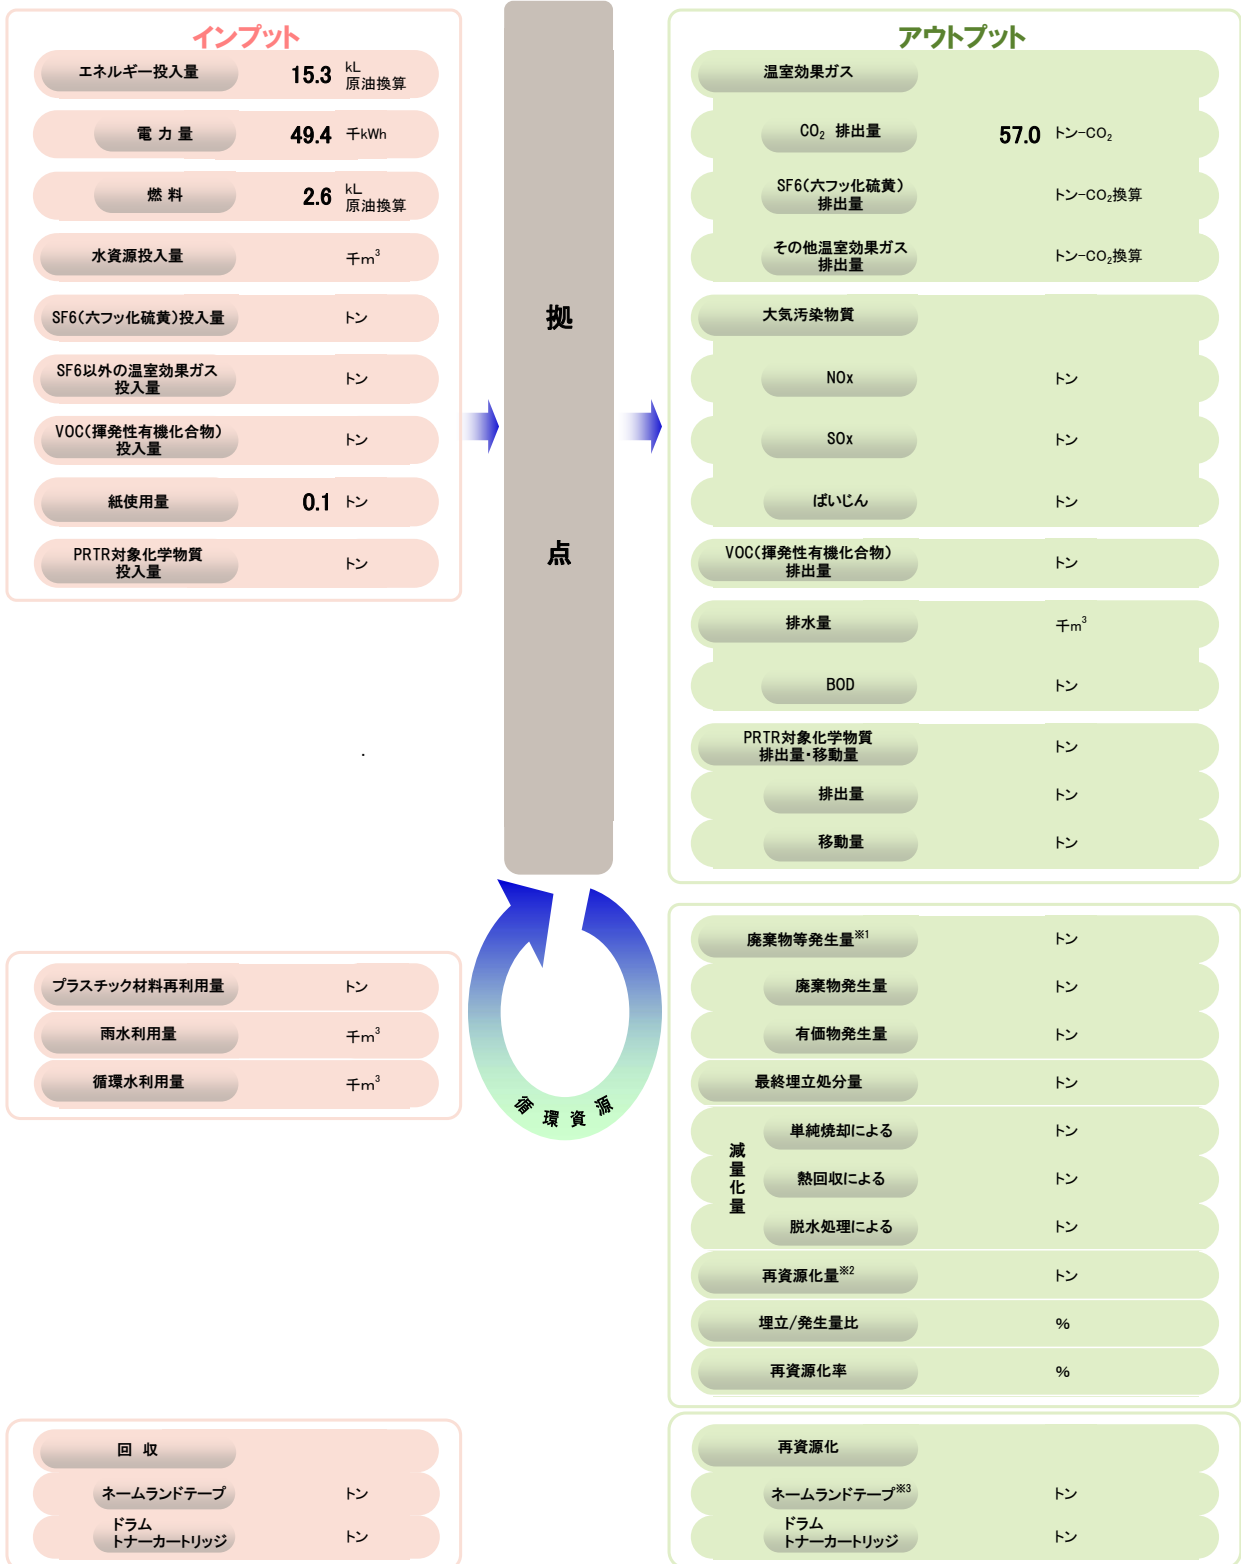 インプット
エネルギー投入量 15.3 kL
原油換算
電 力 量 49.4 千kWh
燃 料 2.6 kL
原油換算
水資源投入量 千m³
SF6(六フッ化硫黄)投入量 トン
SF6以外の温室効果ガス
投入量 トン
VOC(揮発性有機化合物)
投入量 トン
紙使用量 0.1 トン
PRTR対象化学物質
投入量 トン
拠
点
アウトプット
温室効果ガス
CO₂ 排出量 57.0 トン-CO₂
SF6(六フッ化硫黄)
排出量 トン-CO₂換算
その他温室効果ガス
排出量 トン-CO₂換算
大気汚染物質
NOx トン
SOx トン
ばいじん トン
VOC(揮発性有機化合物)
排出量 トン
排水量 千m³
BOD トン
PRTR対象化学物質
排出量・移動量 トン
排出量 トン
移動量 トン
プラスチック材料再利用量 トン
雨水利用量 千m³
循環水利用量 千m³
循環資源
廃棄物等発生量※1 トン
廃棄物発生量 トン
有価物発生量 トン
最終埋立処分量 トン
減量化量
単純焼却による トン
熱回収による トン
脱水処理による トン
再資源化量※2 トン
埋立/発生量比 %
再資源化率 %
回 収
ネームランドテープ トン
ドラム
トナーカートリッジ トン
再資源化
ネームランドテープ※3 トン
ドラム
トナーカートリッジ トン